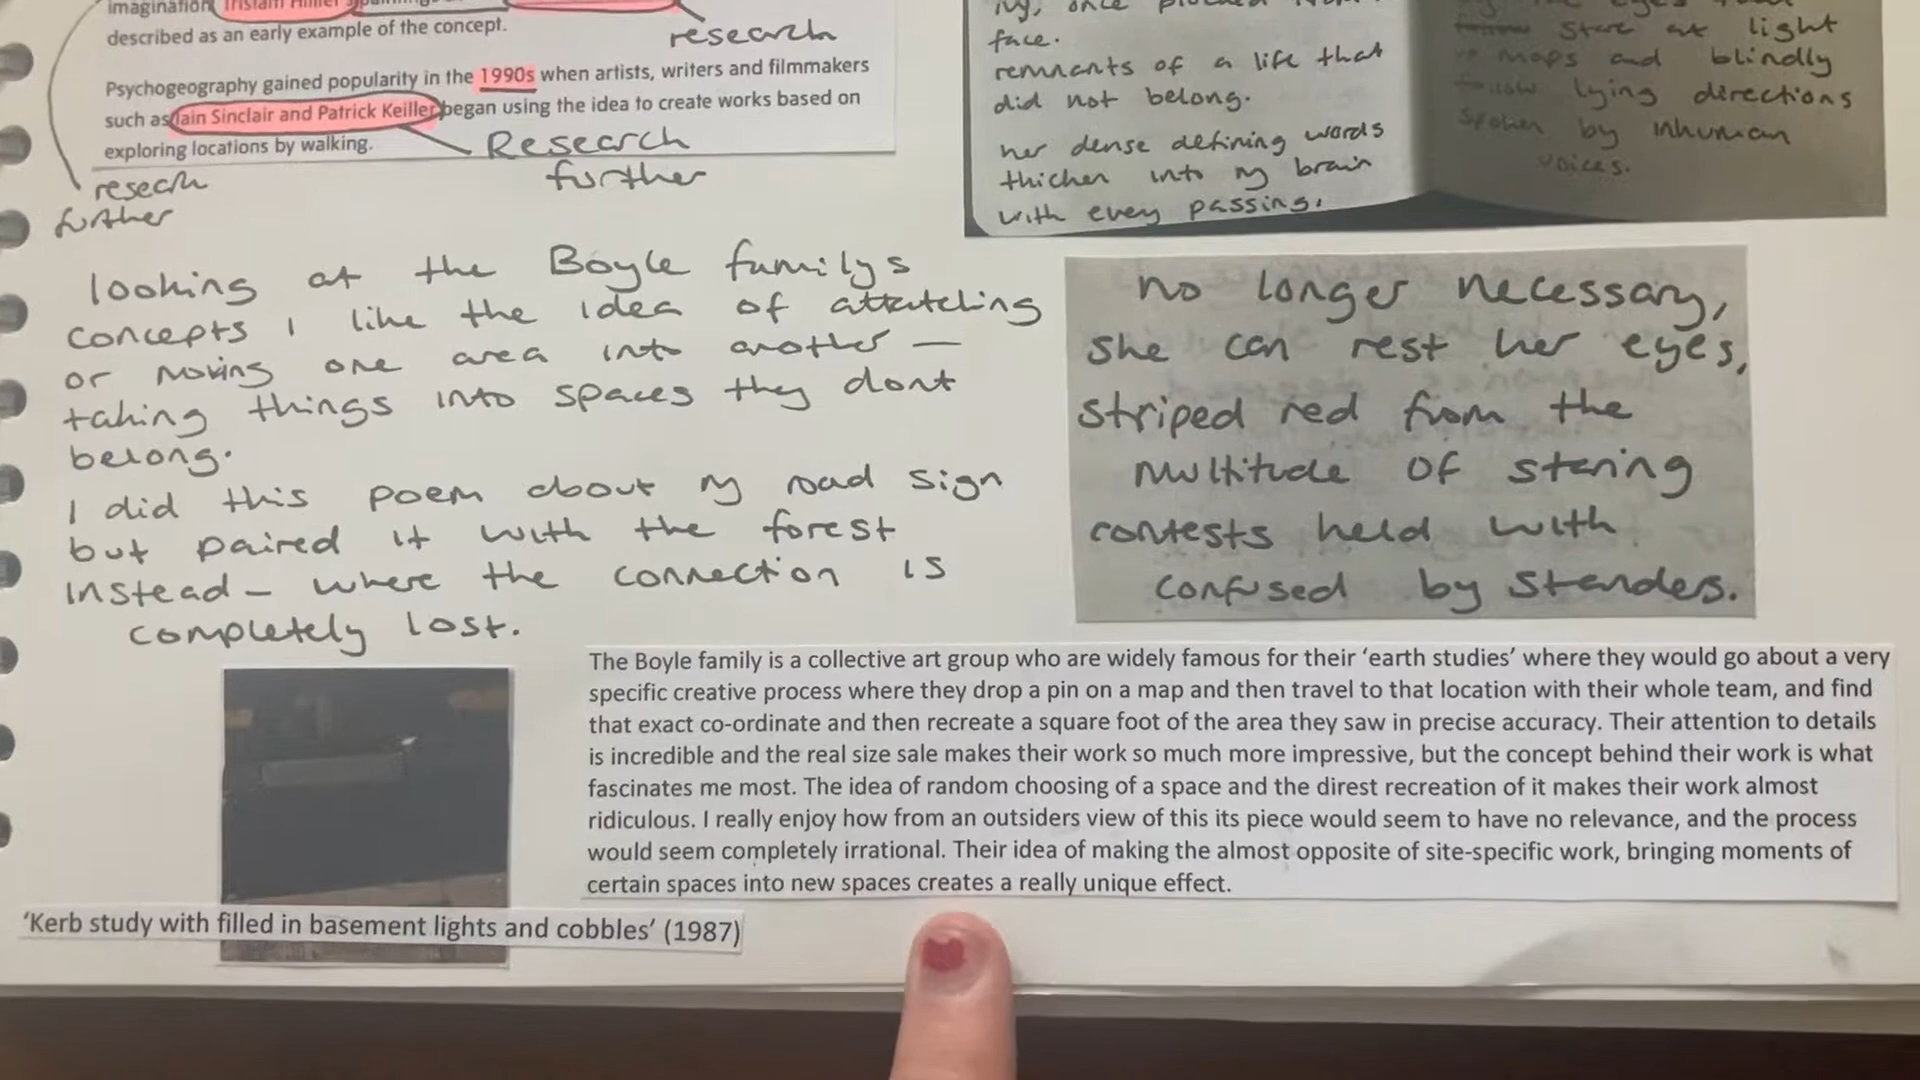 imagination Tristam Hillier's
described as an early example of the concept.
research
Psychogeography gained popularity in the 1990s when artists, writers and filmmakers
such as Iain Sinclair and Patrick Keiller began using the idea to create works based on
exploring locations by walking.
Research
further
research
further
ivy, once
face.
remnants of a life that
did not belong.
her dense defining words
thicken into my brain
with every passing.
stare at light
maps and blindly
follow lying directions
spoken by inhuman
voices.
looking at the Boyle familys
concepts I like the idea of attatching
or moving one area into another —
taking things into spaces they dont
belong.
I did this poem about my road sign
but paired it with the forest
instead - where the connection is
completely lost.
no longer necessary,
she can rest her eyes,
striped red from the
multitude of staring
contests held with
confused by standers.
The Boyle family is a collective art group who are widely famous for their 'earth studies' where they would go about a very
specific creative process where they drop a pin on a map and then travel to that location with their whole team, and find
that exact co-ordinate and then recreate a square foot of the area they saw in precise accuracy. Their attention to details
is incredible and the real size sale makes their work so much more impressive, but the concept behind their work is what
fascinates me most. The idea of random choosing of a space and the direst recreation of it makes their work almost
ridiculous. I really enjoy how from an outsiders view of this its piece would seem to have no relevance, and the process
would seem completely irrational. Their idea of making the almost opposite of site-specific work, bringing moments of
certain spaces into new spaces creates a really unique effect.
'Kerb study with filled in basement lights and cobbles' (1987)